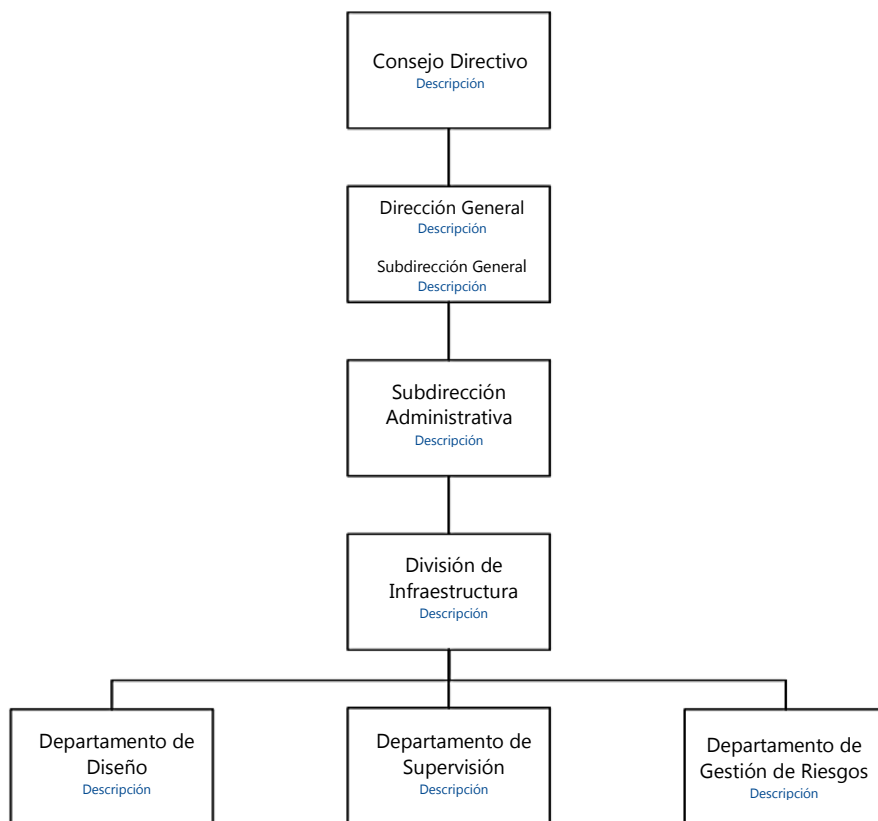 Consejo Directivo
Descripción
Dirección General
Descripción
Subdirección General
Descripción
Subdirección
Administrativa
Descripción
División de
Infraestructura
Descripción
Departamento de
Diseño
Descripción
Departamento de
Supervisión
Descripción
Departamento de
Gestión de Riesgos
Descripción